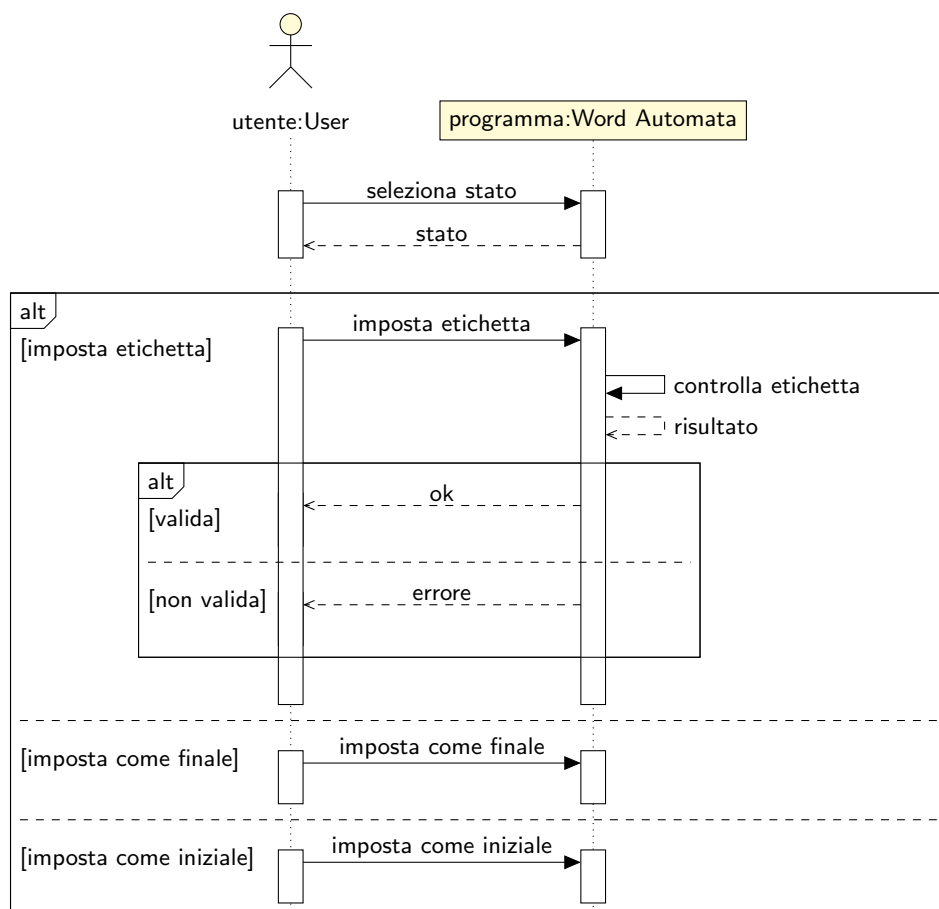 utente:User
programma:Word Automata
seleziona stato
stato
alt
imposta etichetta
[imposta etichetta]
controlla etichetta
risultato
alt
ok
[valida]
errore
[non valida]
imposta come finale
[imposta come finale]
imposta come iniziale
[imposta come iniziale]